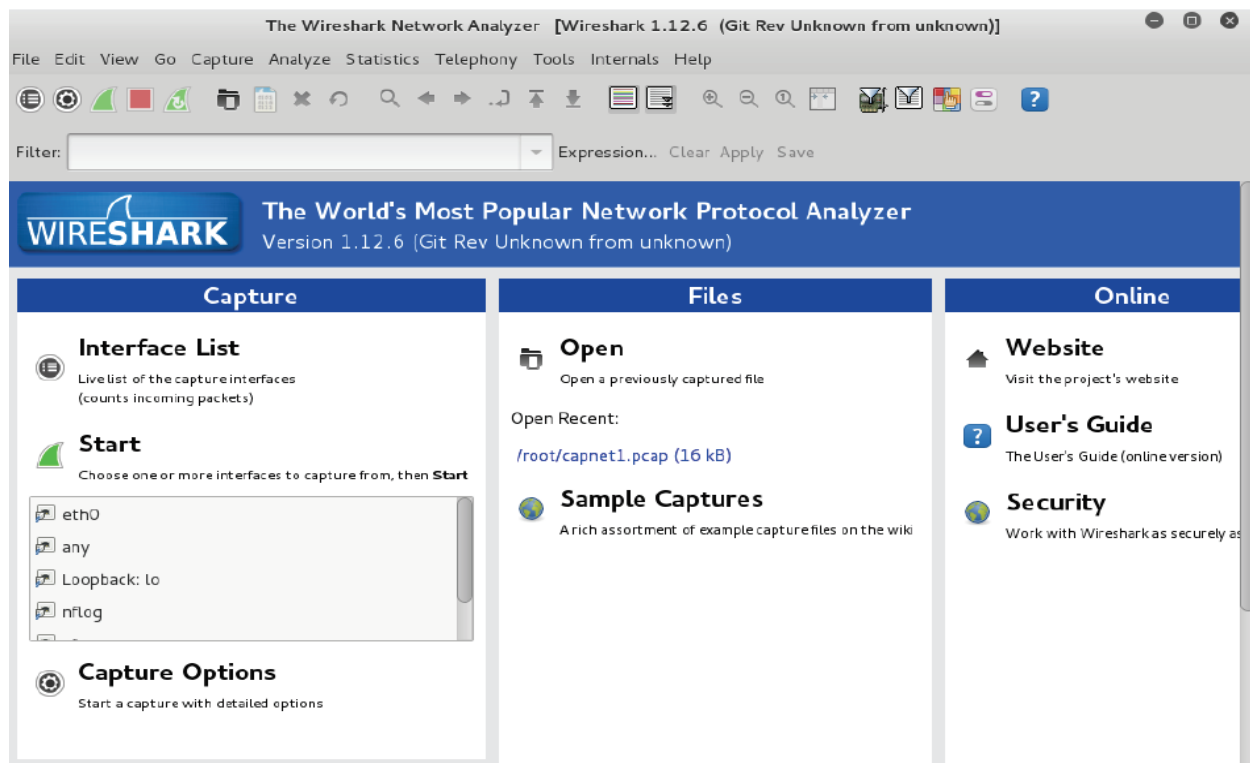 The Wireshark Network Analyzer [Wireshark 1.12.6 (Git Rev Unknown from unknown)]
File Edit View Go Capture Analyze Statistics Telephony Tools Internals Help
Filter:
Expression... Clear Apply Save
WIRESHARK
The World's Most Popular Network Protocol Analyzer
Version 1.12.6 (Git Rev Unknown from unknown)
Capture
Interface List
Live list of the capture interfaces
(counts incoming packets)
Start
Choose one or more interfaces to capture from, then Start
eth0
any
Loopback: lo
nflog
Capture Options
Start a capture with detailed options
Files
Open
Open a previously captured file
Open Recent:
/root/capnet1.pcap (16 kB)
Sample Captures
A rich assortment of example capture files on the wiki
Online
Website
Visit the project's website
User's Guide
The User's Guide (online version)
Security
Work with Wireshark as securely as